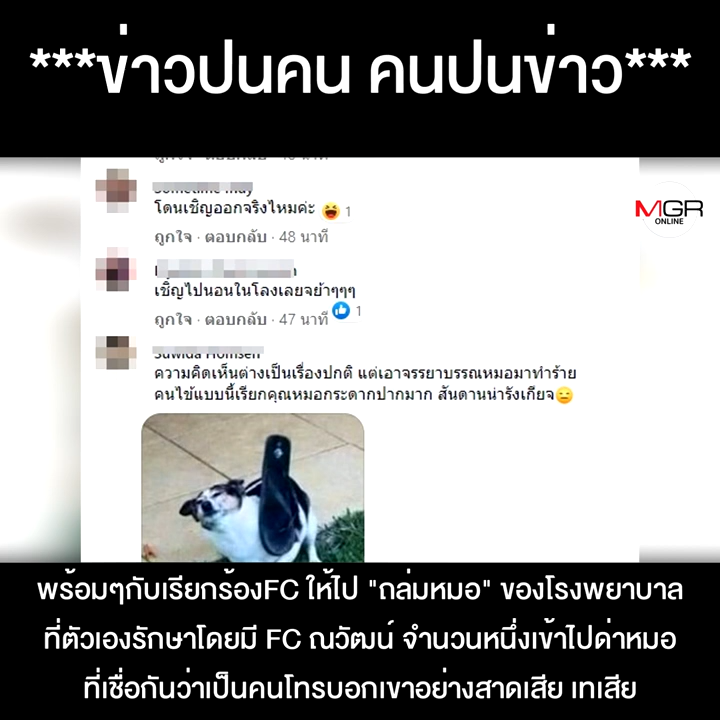 ***ข่าวปนคน คนปนข่าว***
MGR
ONLINE
โดนเชิญออกจริงไหมค่ะ 1
ถูกใจ · ตอบกลับ · 48 นาที
เชิญไปนอนในโลงเลยจย้าๆๆๆ
ถูกใจ · ตอบกลับ · 47 นาที 1
ความคิดเห็นต่างเป็นเรื่องปกติ แต่เอาจรรยาบรรณหมอมาทำร้าย
คนไข้แบบนี้เรียกคุณหมอกระดากปากมาก สันดานน่ารังเกียจ
พร้อมๆกับเรียกร้องFC ให้ไป "ถล่มหมอ" ของโรงพยาบาล
ที่ตัวเองรักษาโดยมี FC ณวัฒน์ จำนวนหนึ่งเข้าไปด่าหมอ
ที่เชื่อกันว่าเป็นคนโทรบอกเขาอย่างสาดเสีย เทเสีย